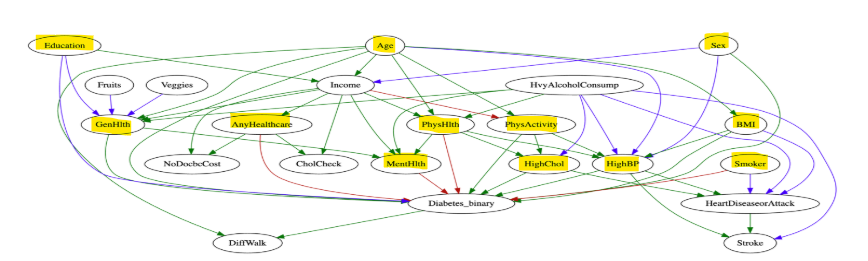 Education Age Sex
Fruits Veggies Income HvyAlcoholConsump
GenHlth AnyHealthcare PhysHlth PhysActivity BMI
NoDocbcCost CholCheck MentHlth HighChol HighBP Smoker
Diabetes_binary HeartDiseaseorAttack
DiffWalk Stroke